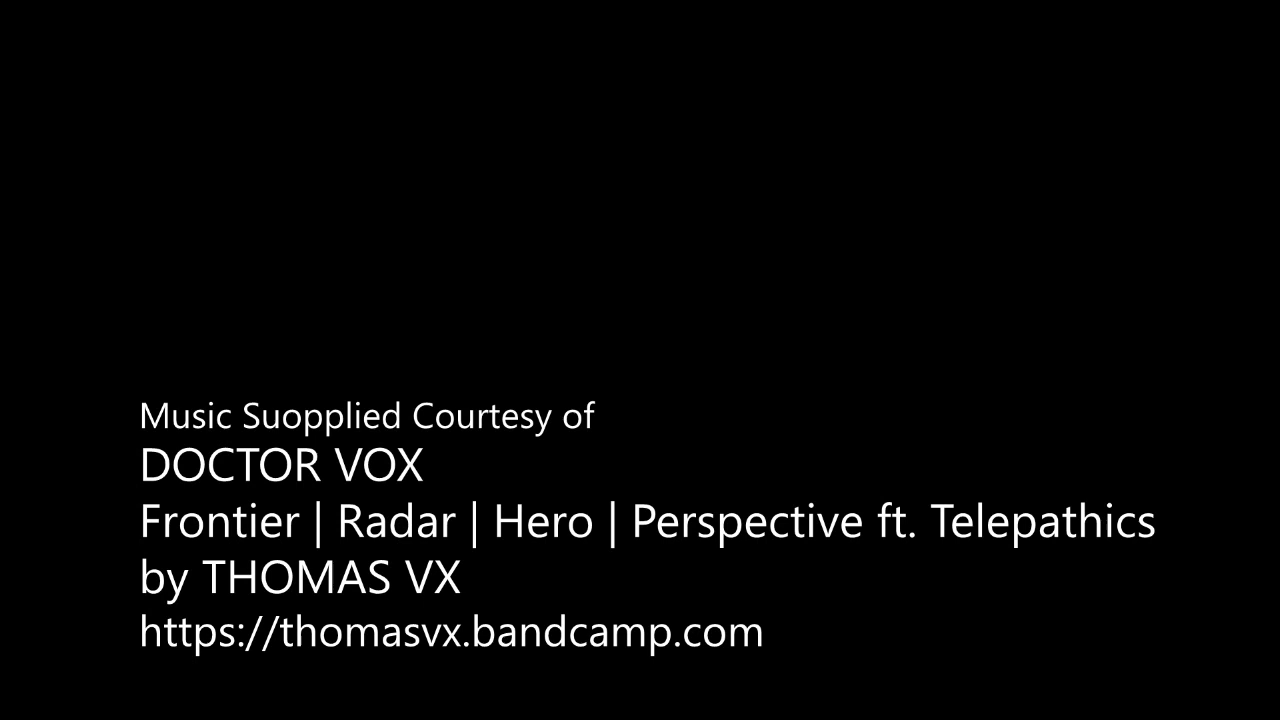 Music Suopplied Courtesy of
DOCTOR VOX
Frontier | Radar | Hero | Perspective ft. Telepathics
by THOMAS VX
https://thomasvx.bandcamp.com